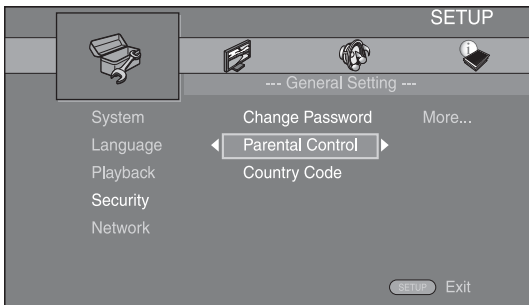 SETUP
--- General Setting ---
System
Language
Playback
Security
Network
Change Password
Parental Control
Country Code
More...
SETUP Exit